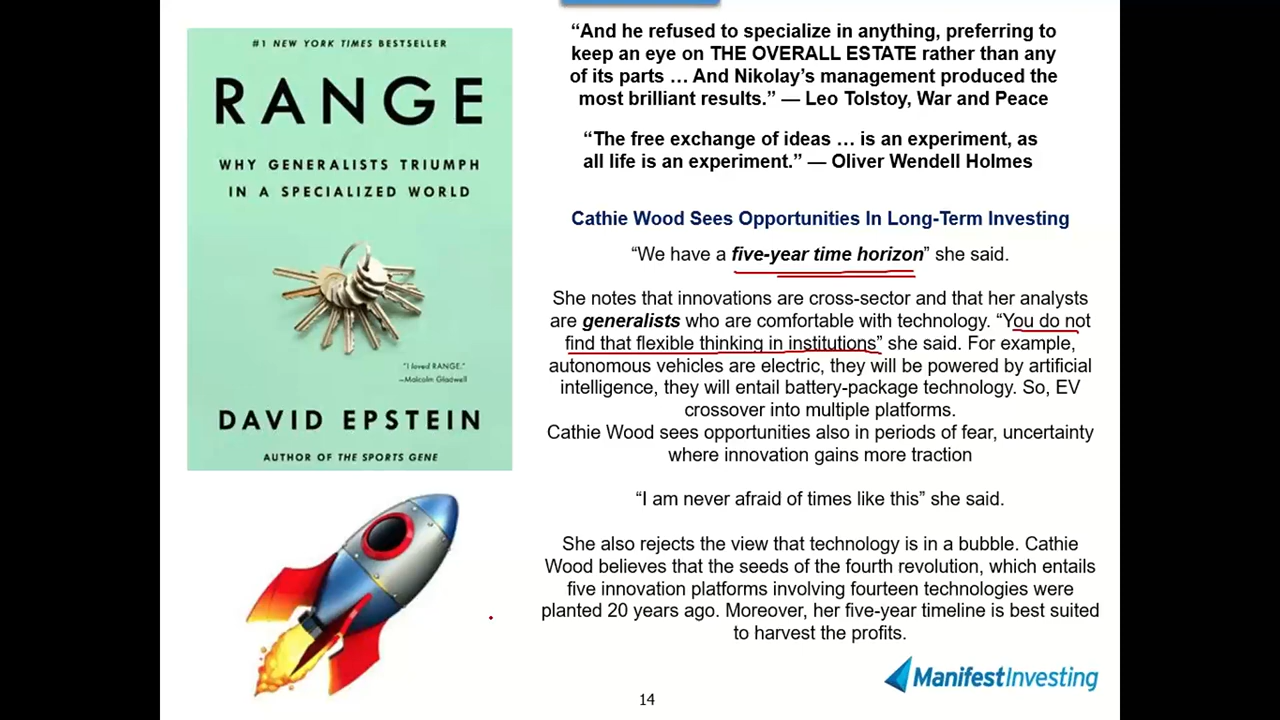 #1 NEW YORK TIMES BESTSELLER
RANGE
WHY GENERALISTS TRIUMPH
IN A SPECIALIZED WORLD
"I loved RANGE."
—Malcolm Gladwell
DAVID EPSTEIN
AUTHOR OF THE SPORTS GENE
“And he refused to specialize in anything, preferring to
keep an eye on THE OVERALL ESTATE rather than any
of its parts … And Nikolay’s management produced the
most brilliant results.” — Leo Tolstoy, War and Peace
“The free exchange of ideas … is an experiment, as
all life is an experiment.” — Oliver Wendell Holmes
Cathie Wood Sees Opportunities In Long-Term Investing
“We have a five-year time horizon” she said.
She notes that innovations are cross-sector and that her analysts
are generalists who are comfortable with technology. “You do not
find that flexible thinking in institutions” she said. For example,
autonomous vehicles are electric, they will be powered by artificial
intelligence, they will entail battery-package technology. So, EV
crossover into multiple platforms.
Cathie Wood sees opportunities also in periods of fear, uncertainty
where innovation gains more traction
“I am never afraid of times like this” she said.
She also rejects the view that technology is in a bubble. Cathie
Wood believes that the seeds of the fourth revolution, which entails
five innovation platforms involving fourteen technologies were
planted 20 years ago. Moreover, her five-year timeline is best suited
to harvest the profits.
ManifestInvesting
14